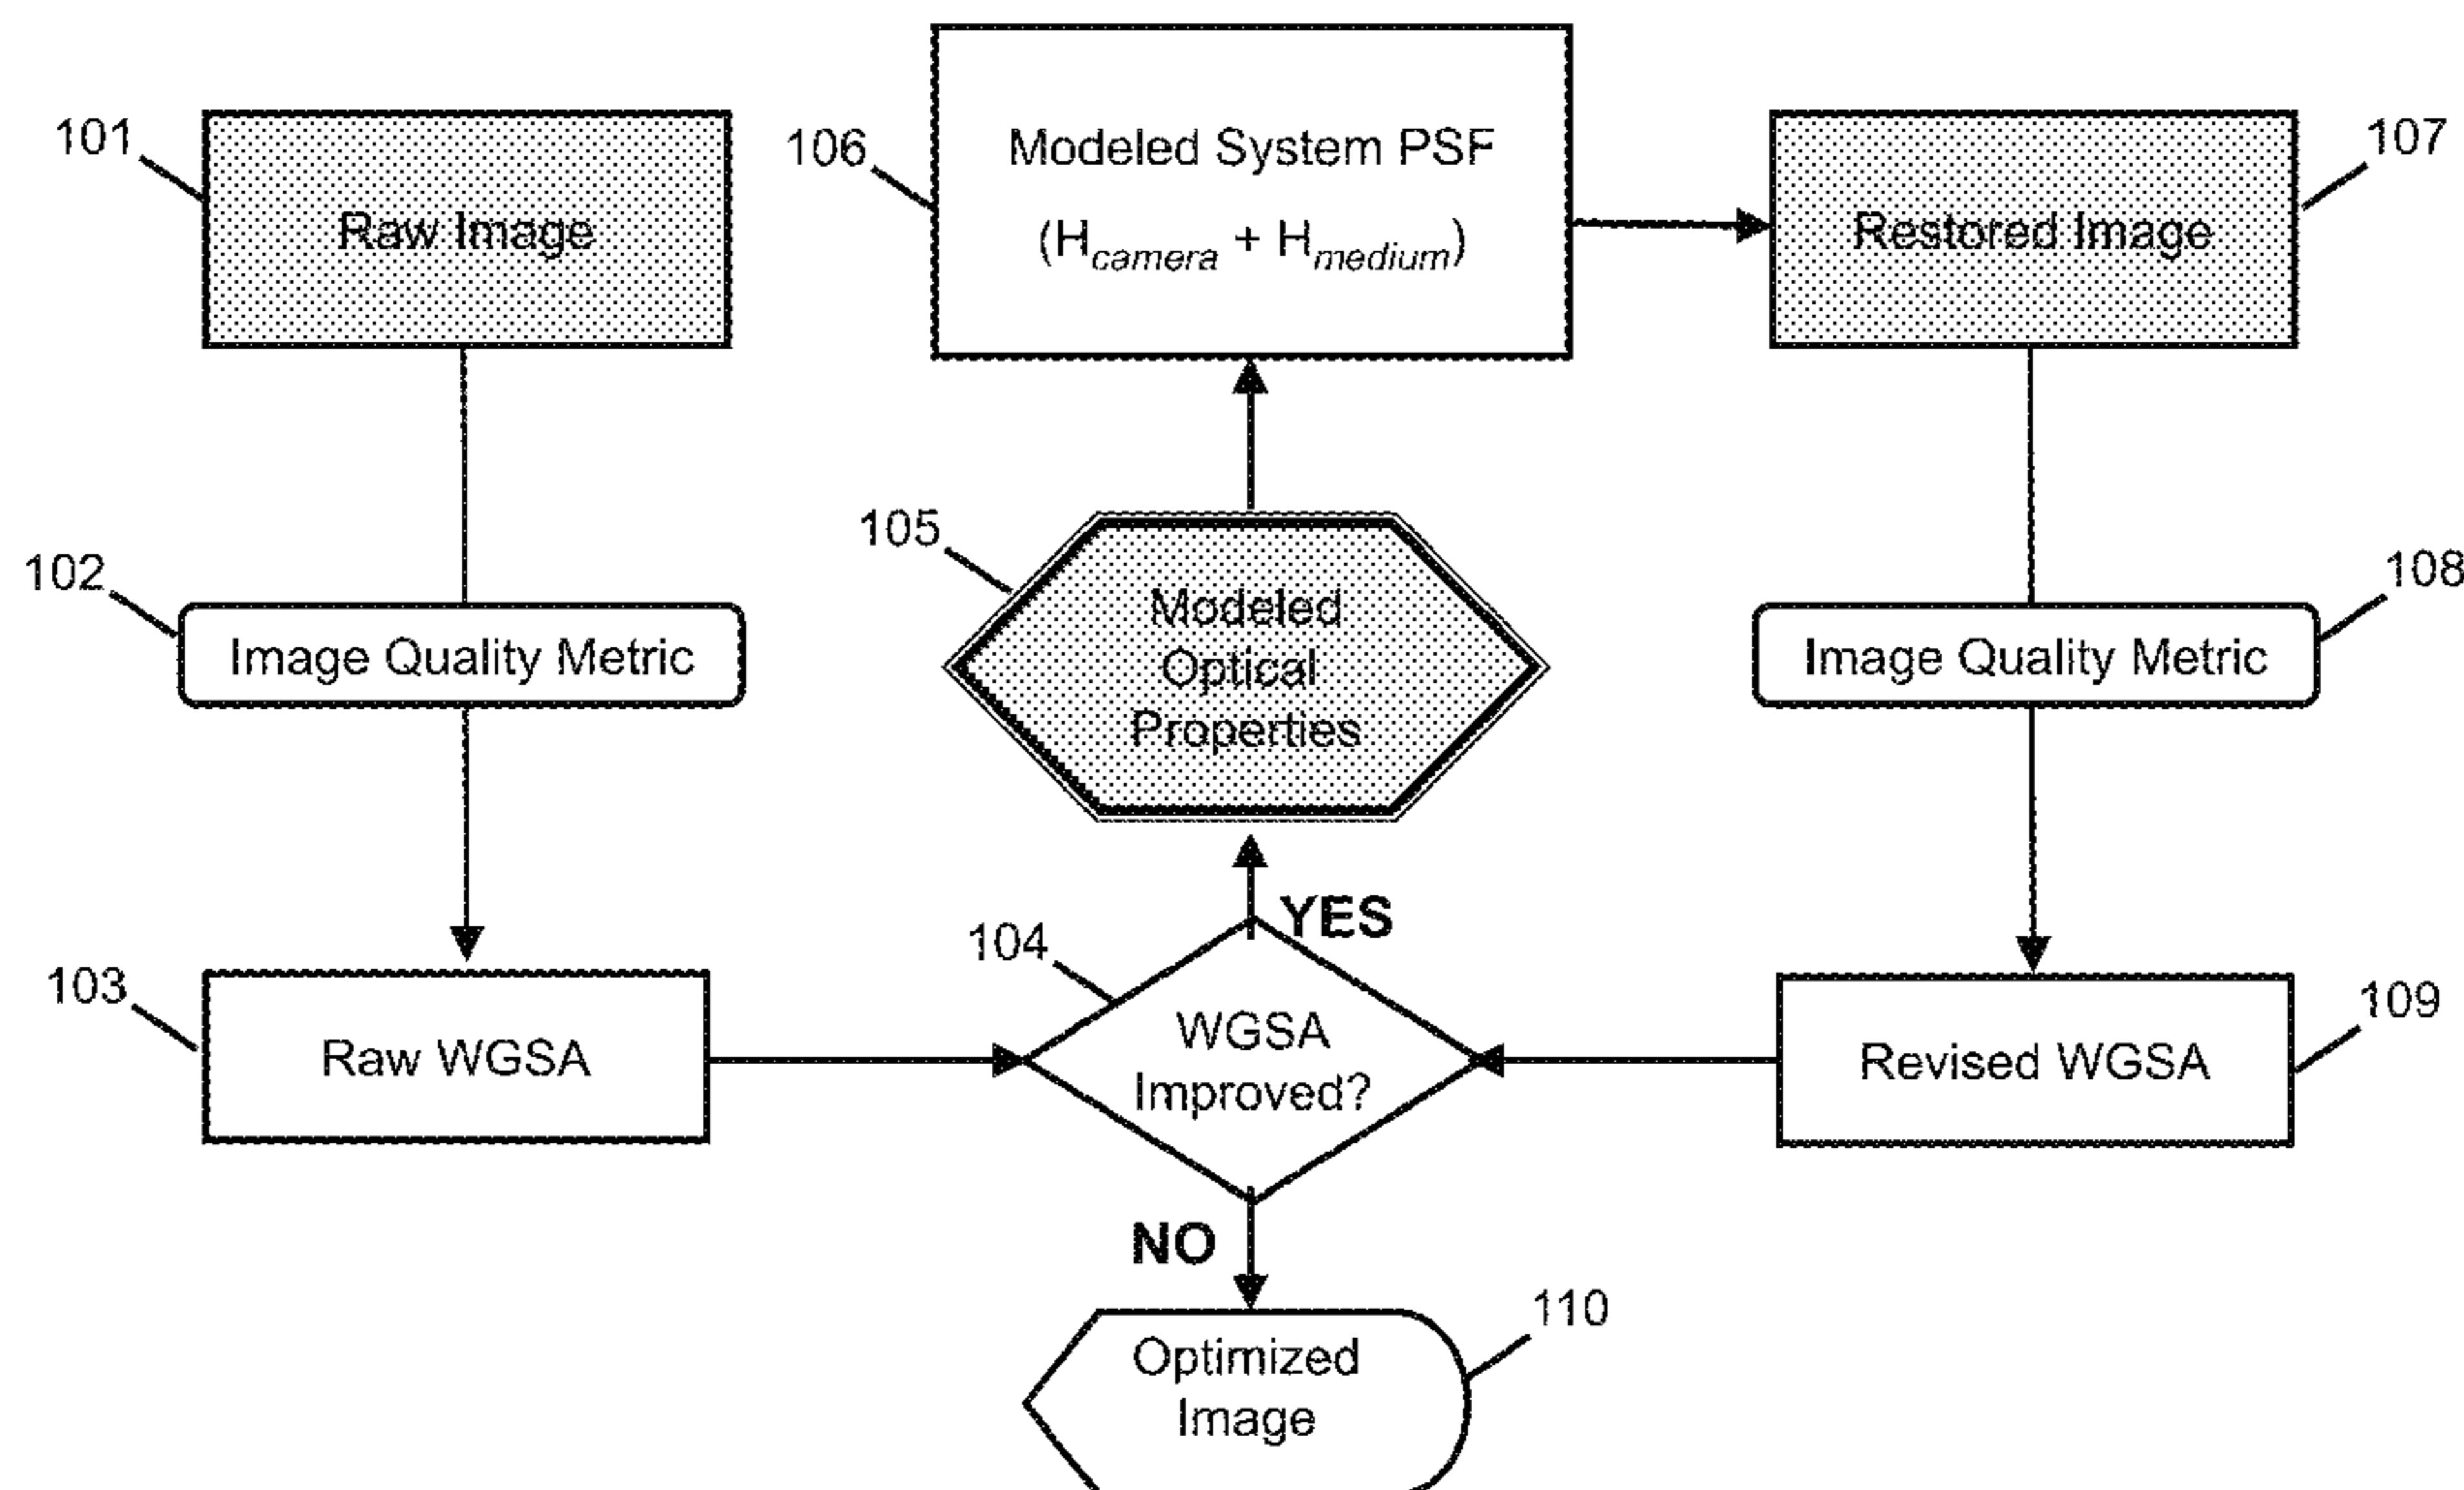 101
Raw Image
102
Image Quality Metric
103
Raw WGSA
106
Modeled System PSF
(Hcamera + Hmedium)
105
Modeled
Optical
Properties
YES
104
WGSA
Improved?
NO
110
Optimized
Image
107
Restored Image
108
Image Quality Metric
109
Revised WGSA